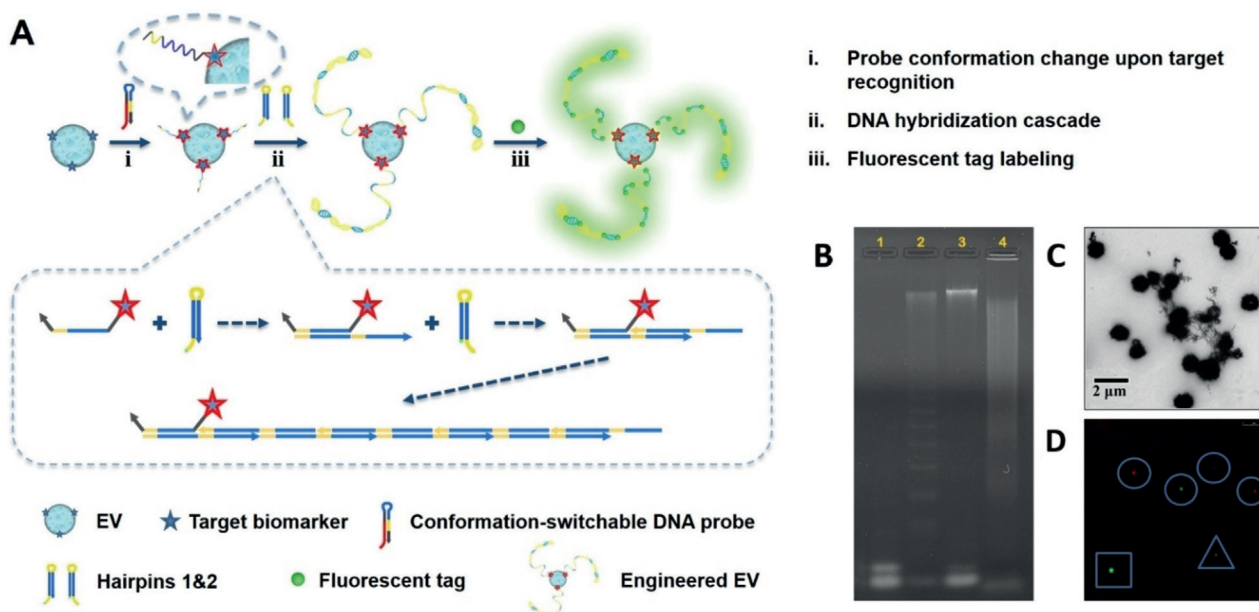 A
i
ii
iii
i. Probe conformation change upon target
recognition
ii. DNA hybridization cascade
iii. Fluorescent tag labeling
B
1 2 3 4
C
2 μm
D
EV
Target biomarker
Conformation-switchable DNA probe
Hairpins 1&2
Fluorescent tag
Engineered EV